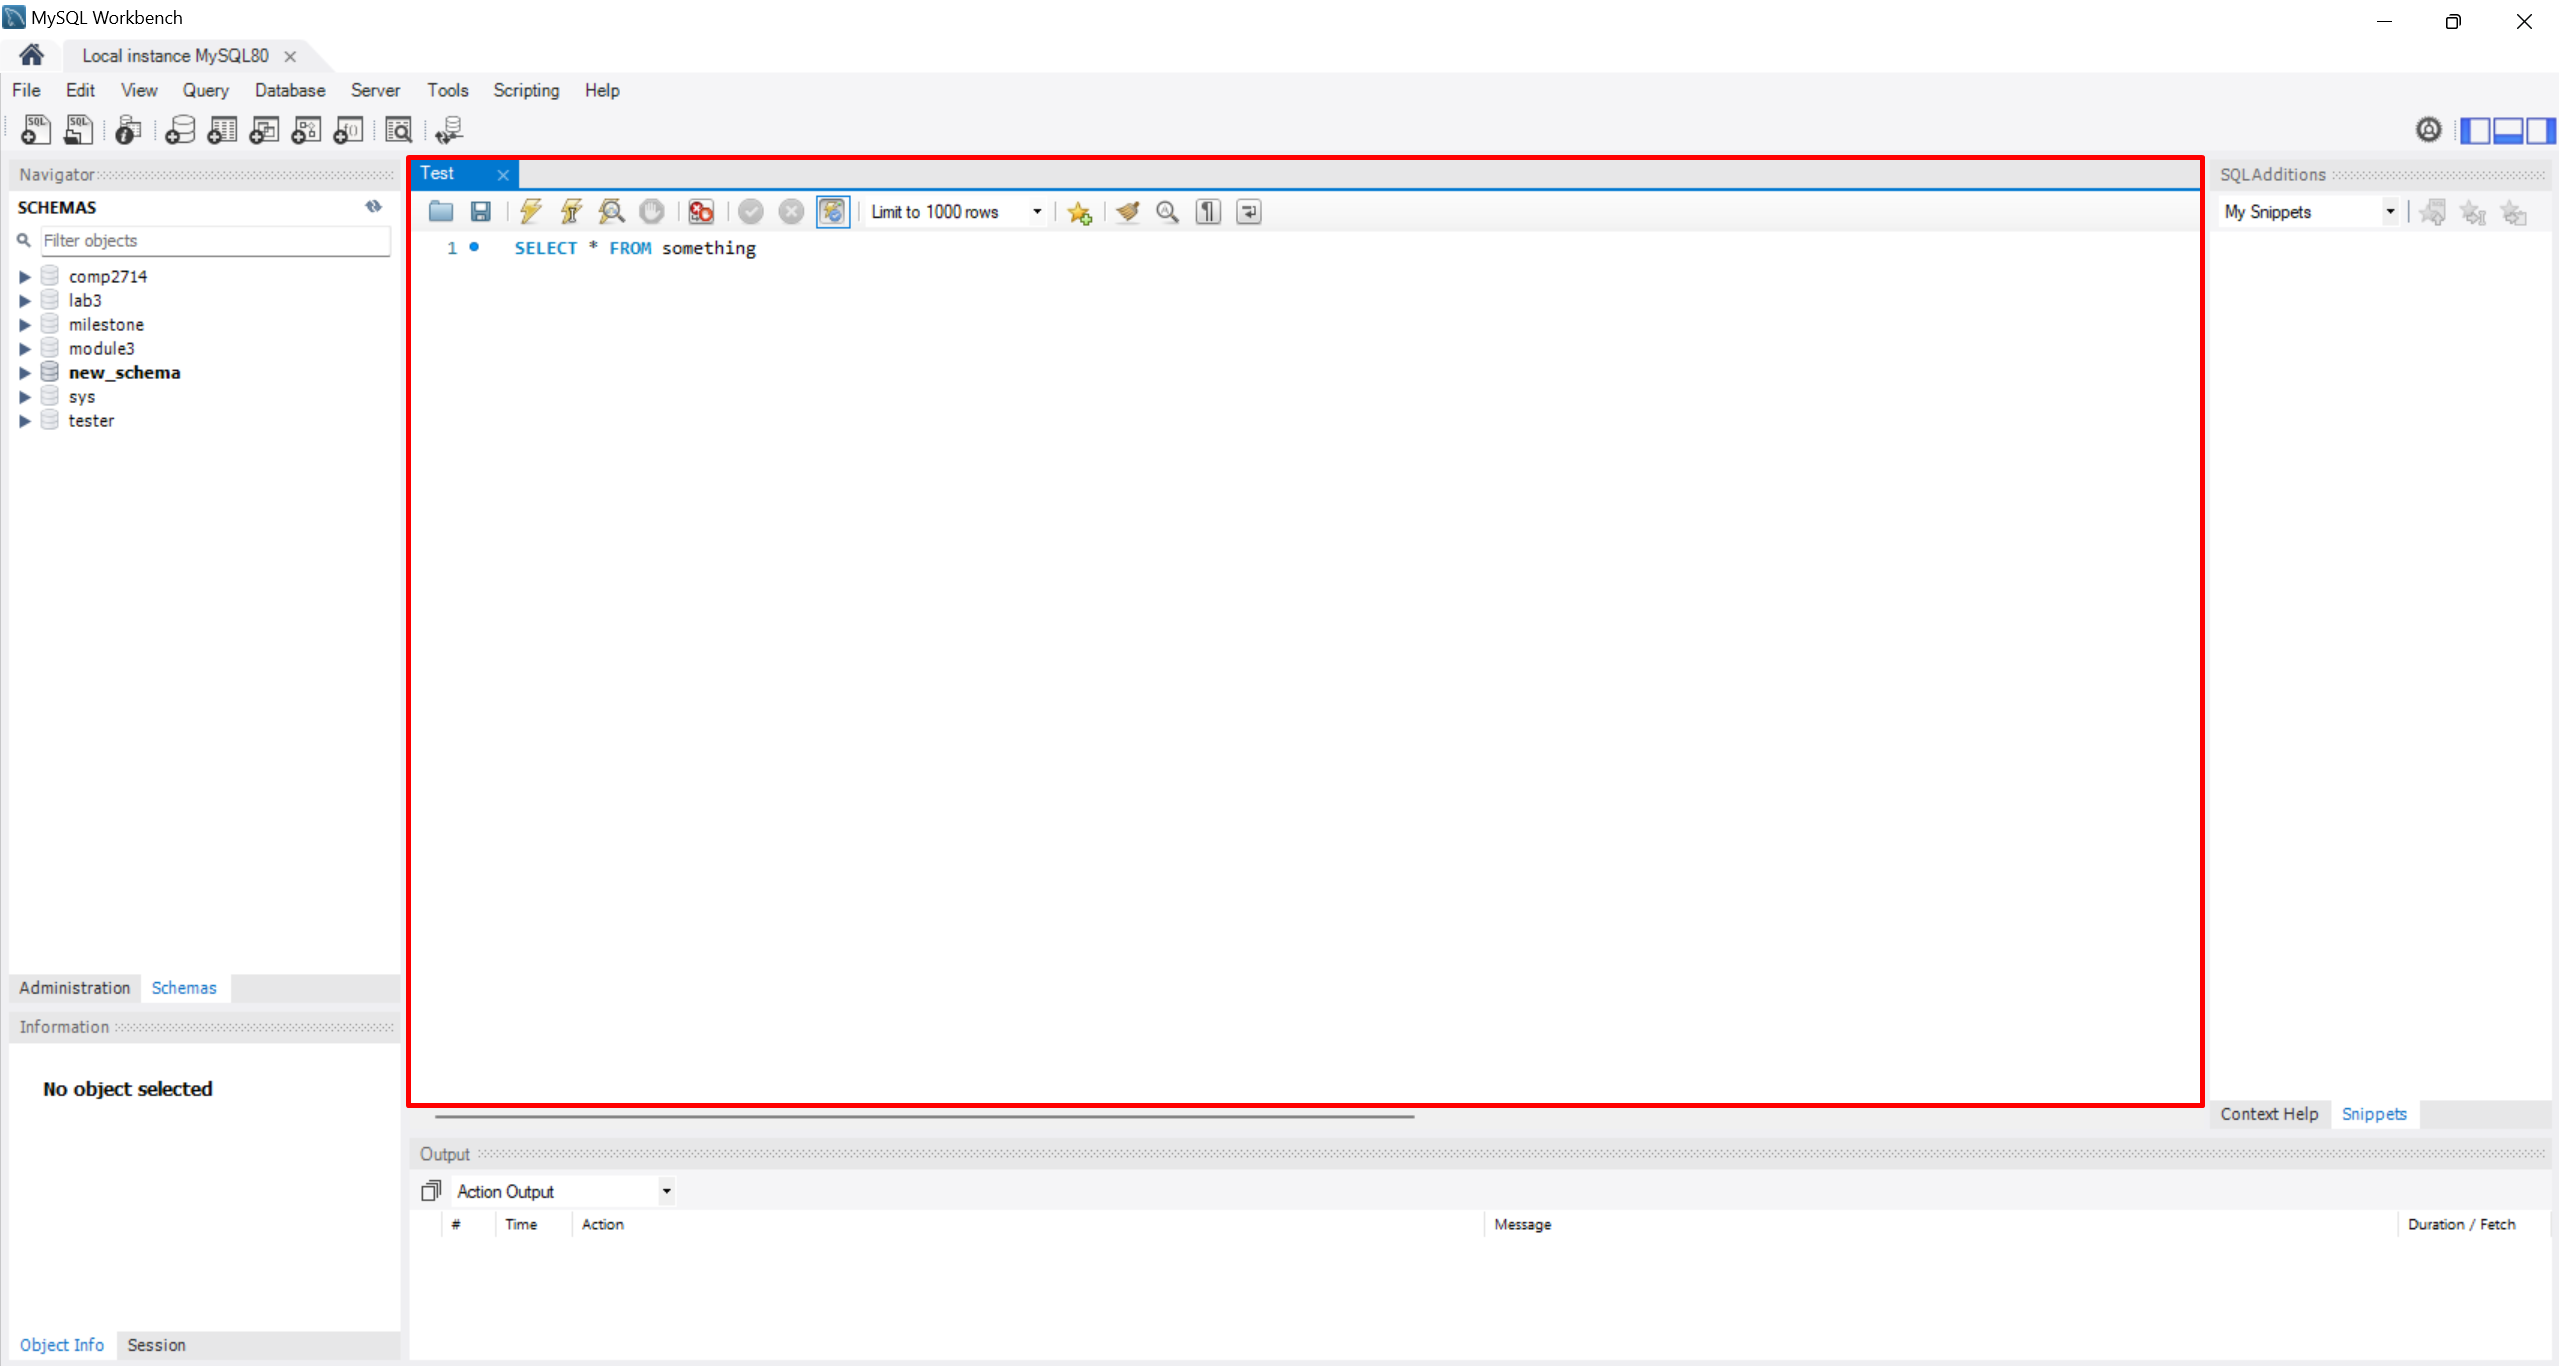 MySQL Workbench
Local instance MySQL80
File Edit View Query Database Server Tools Scripting Help
Navigator
SCHEMAS
Filter objects
comp2714
lab3
milestone
module3
new_schema
sys
tester
Administration Schemas
Information
No object selected
Object Info Session
Test
Limit to 1000 rows
1 SELECT * FROM something
SQLAdditions
My Snippets
Context Help Snippets
Output
Action Output
# Time Action Message Duration / Fetch